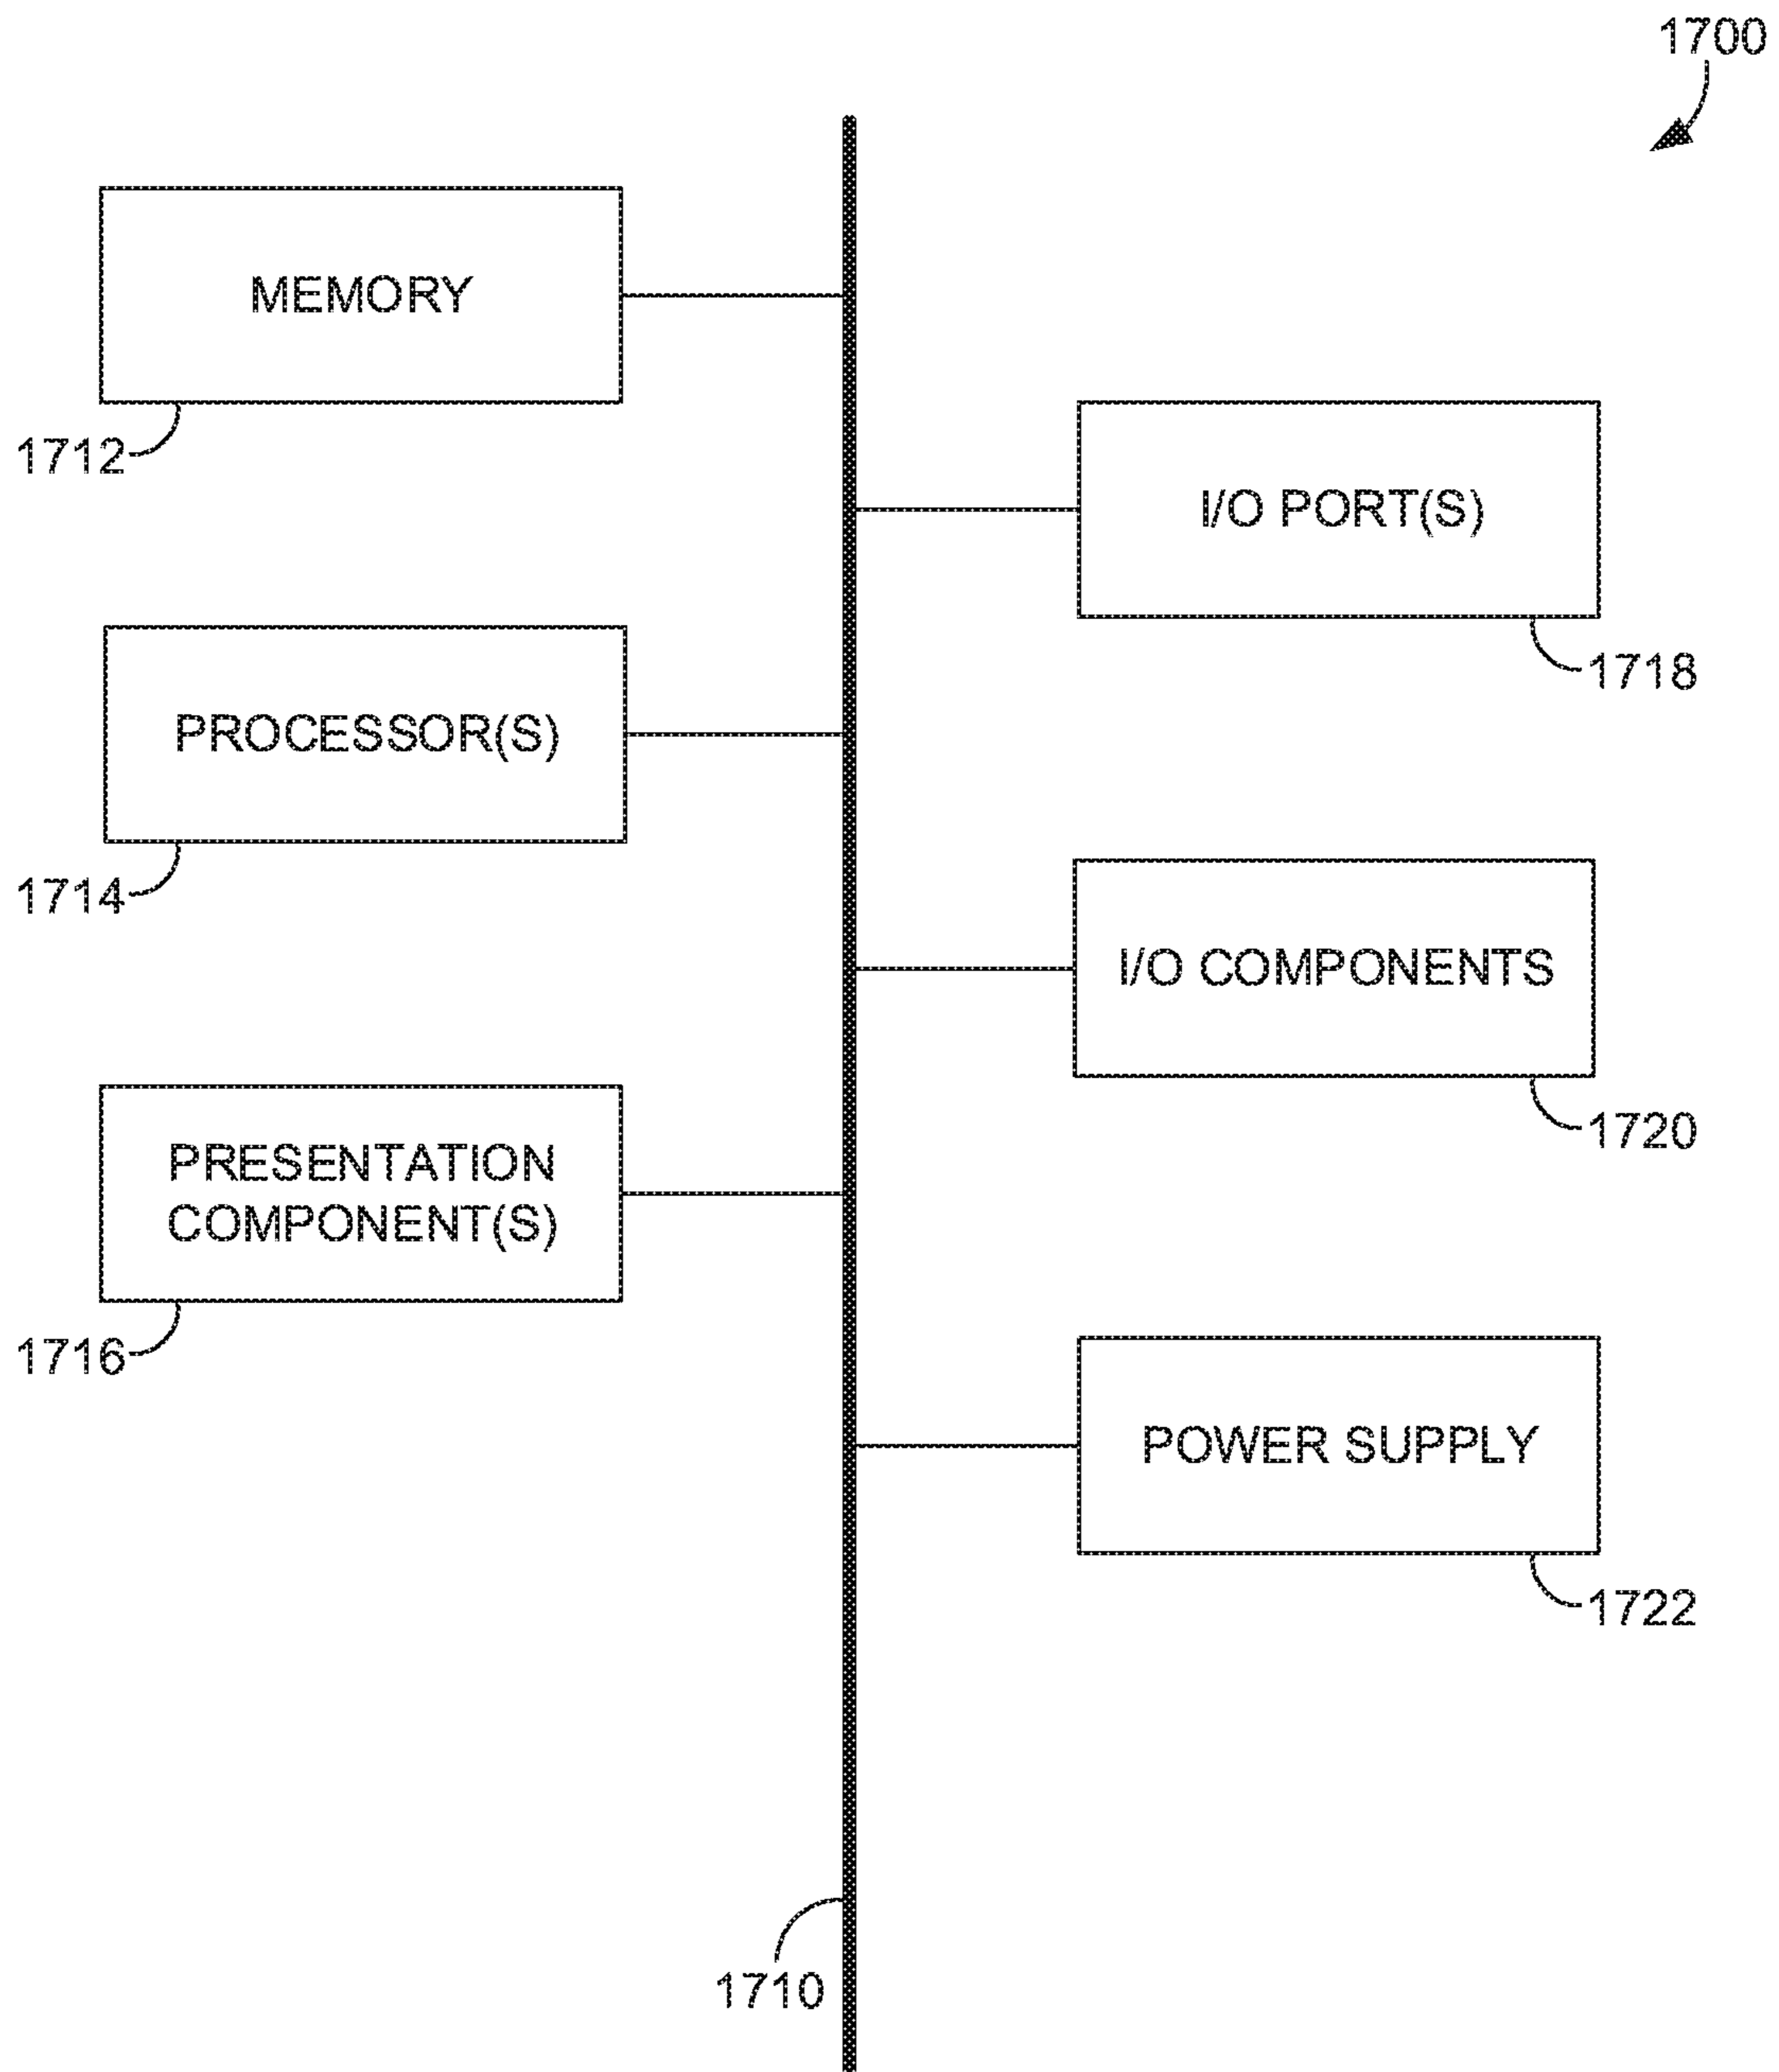 1700
MEMORY
1712
I/O PORT(S)
1718
PROCESSOR(S)
1714
I/O COMPONENTS
1720
PRESENTATION
COMPONENT(S)
1716
POWER SUPPLY
1722
1710